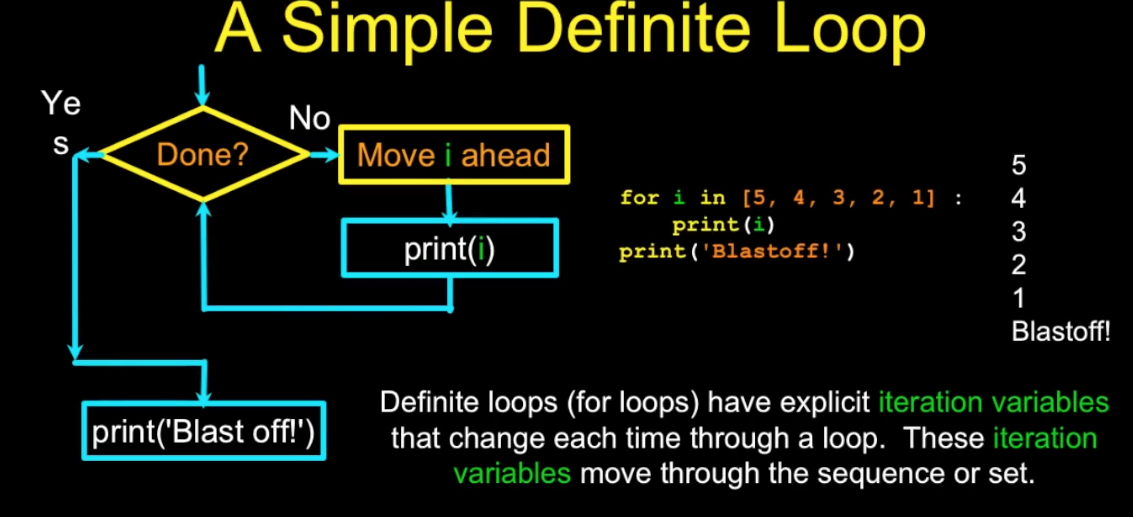 A Simple Definite Loop
Ye
s
Done?
No
Move i ahead
print(i)
print('Blast off!')
for i in [5, 4, 3, 2, 1] :
    print(i)
print('Blastoff!')
5
4
3
2
1
Blastoff!
Definite loops (for loops) have explicit iteration variables
that change each time through a loop.  These iteration
variables move through the sequence or set.